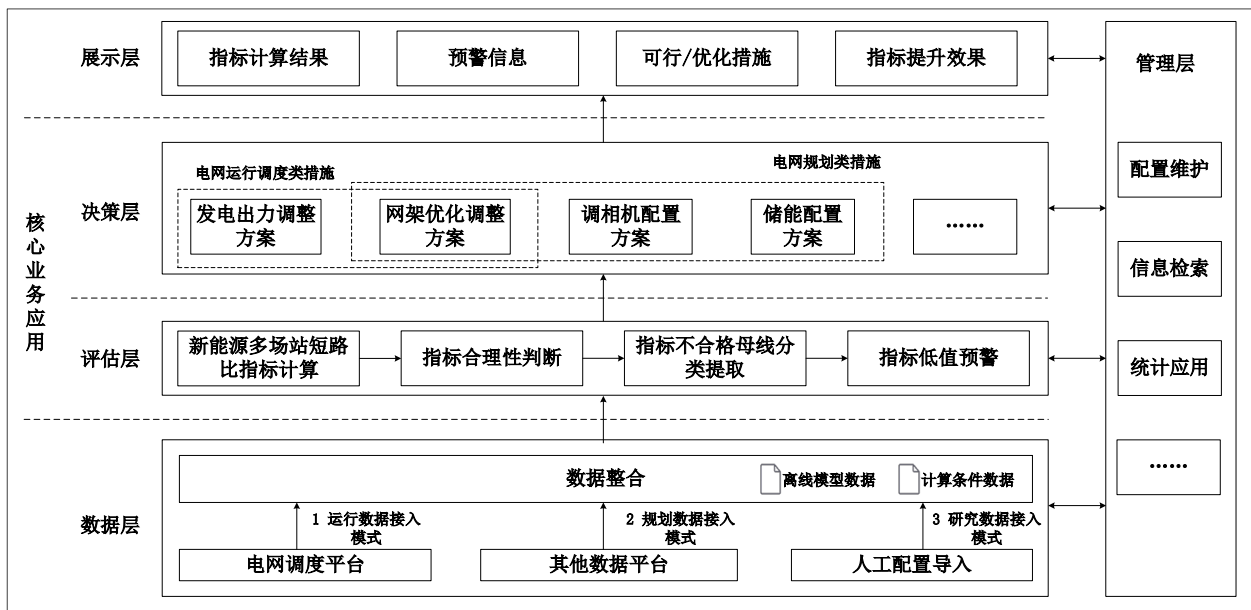 展示层
指标计算结果
预警信息
可行/优化措施
指标提升效果
管理层
配置维护
信息检索
统计应用
……
核心业务应用
决策层
电网运行调度类措施
电网规划类措施
发电出力调整
方案
网架优化调整
方案
调相机配置
方案
储能配置
方案
……
评估层
新能源多场站短路
比指标计算
指标合理性判断
指标不合格母线分
类提取
指标低值预警
数据层
数据整合
离线模型数据
计算条件数据
1 运行数据接入
模式
2 规划数据接入
模式
3 研究数据接入
模式
电网调度平台
其他数据平台
人工配置导入